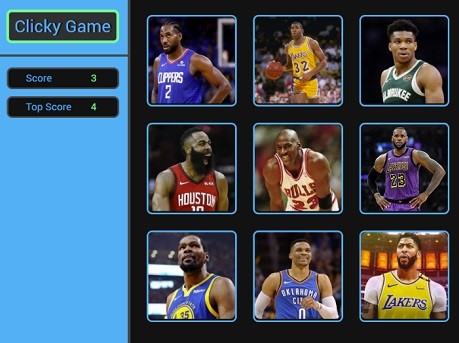 Clicky Game
Score 3
Top Score 4
CLIPPERS
2
32
MILWAUKEE
HOUSTON
BULLS
23
23
35
OKLAHOMA
CITY
0
LAKERS